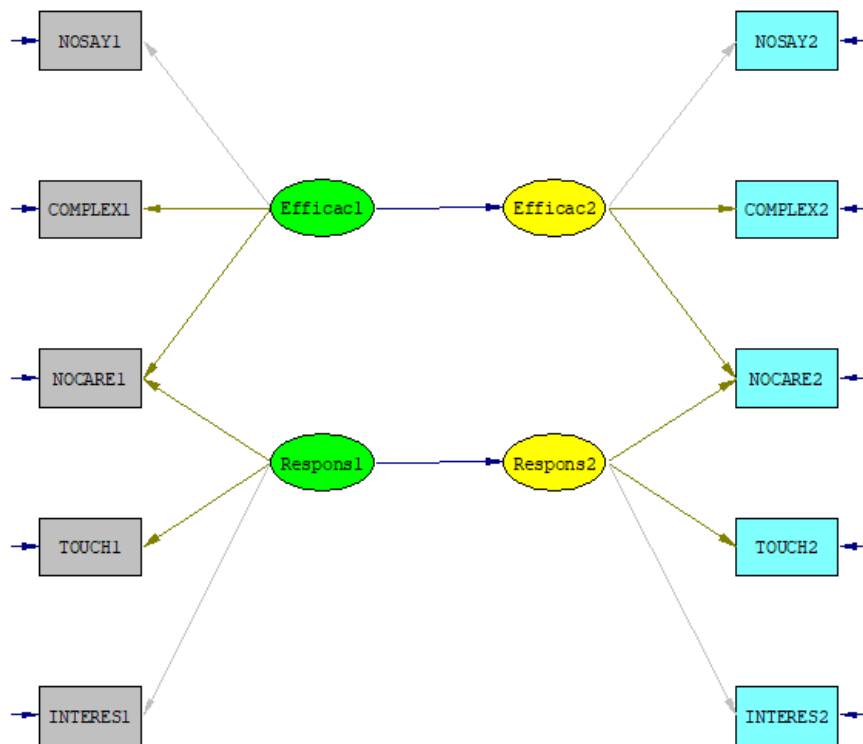 NOSAY1
NOSAY2
COMPLEX1
Efficac1
Efficac2
COMPLEX2
NOCARE1
NOCARE2
Respons1
Respons2
TOUCH1
TOUCH2
INTERES1
INTERES2